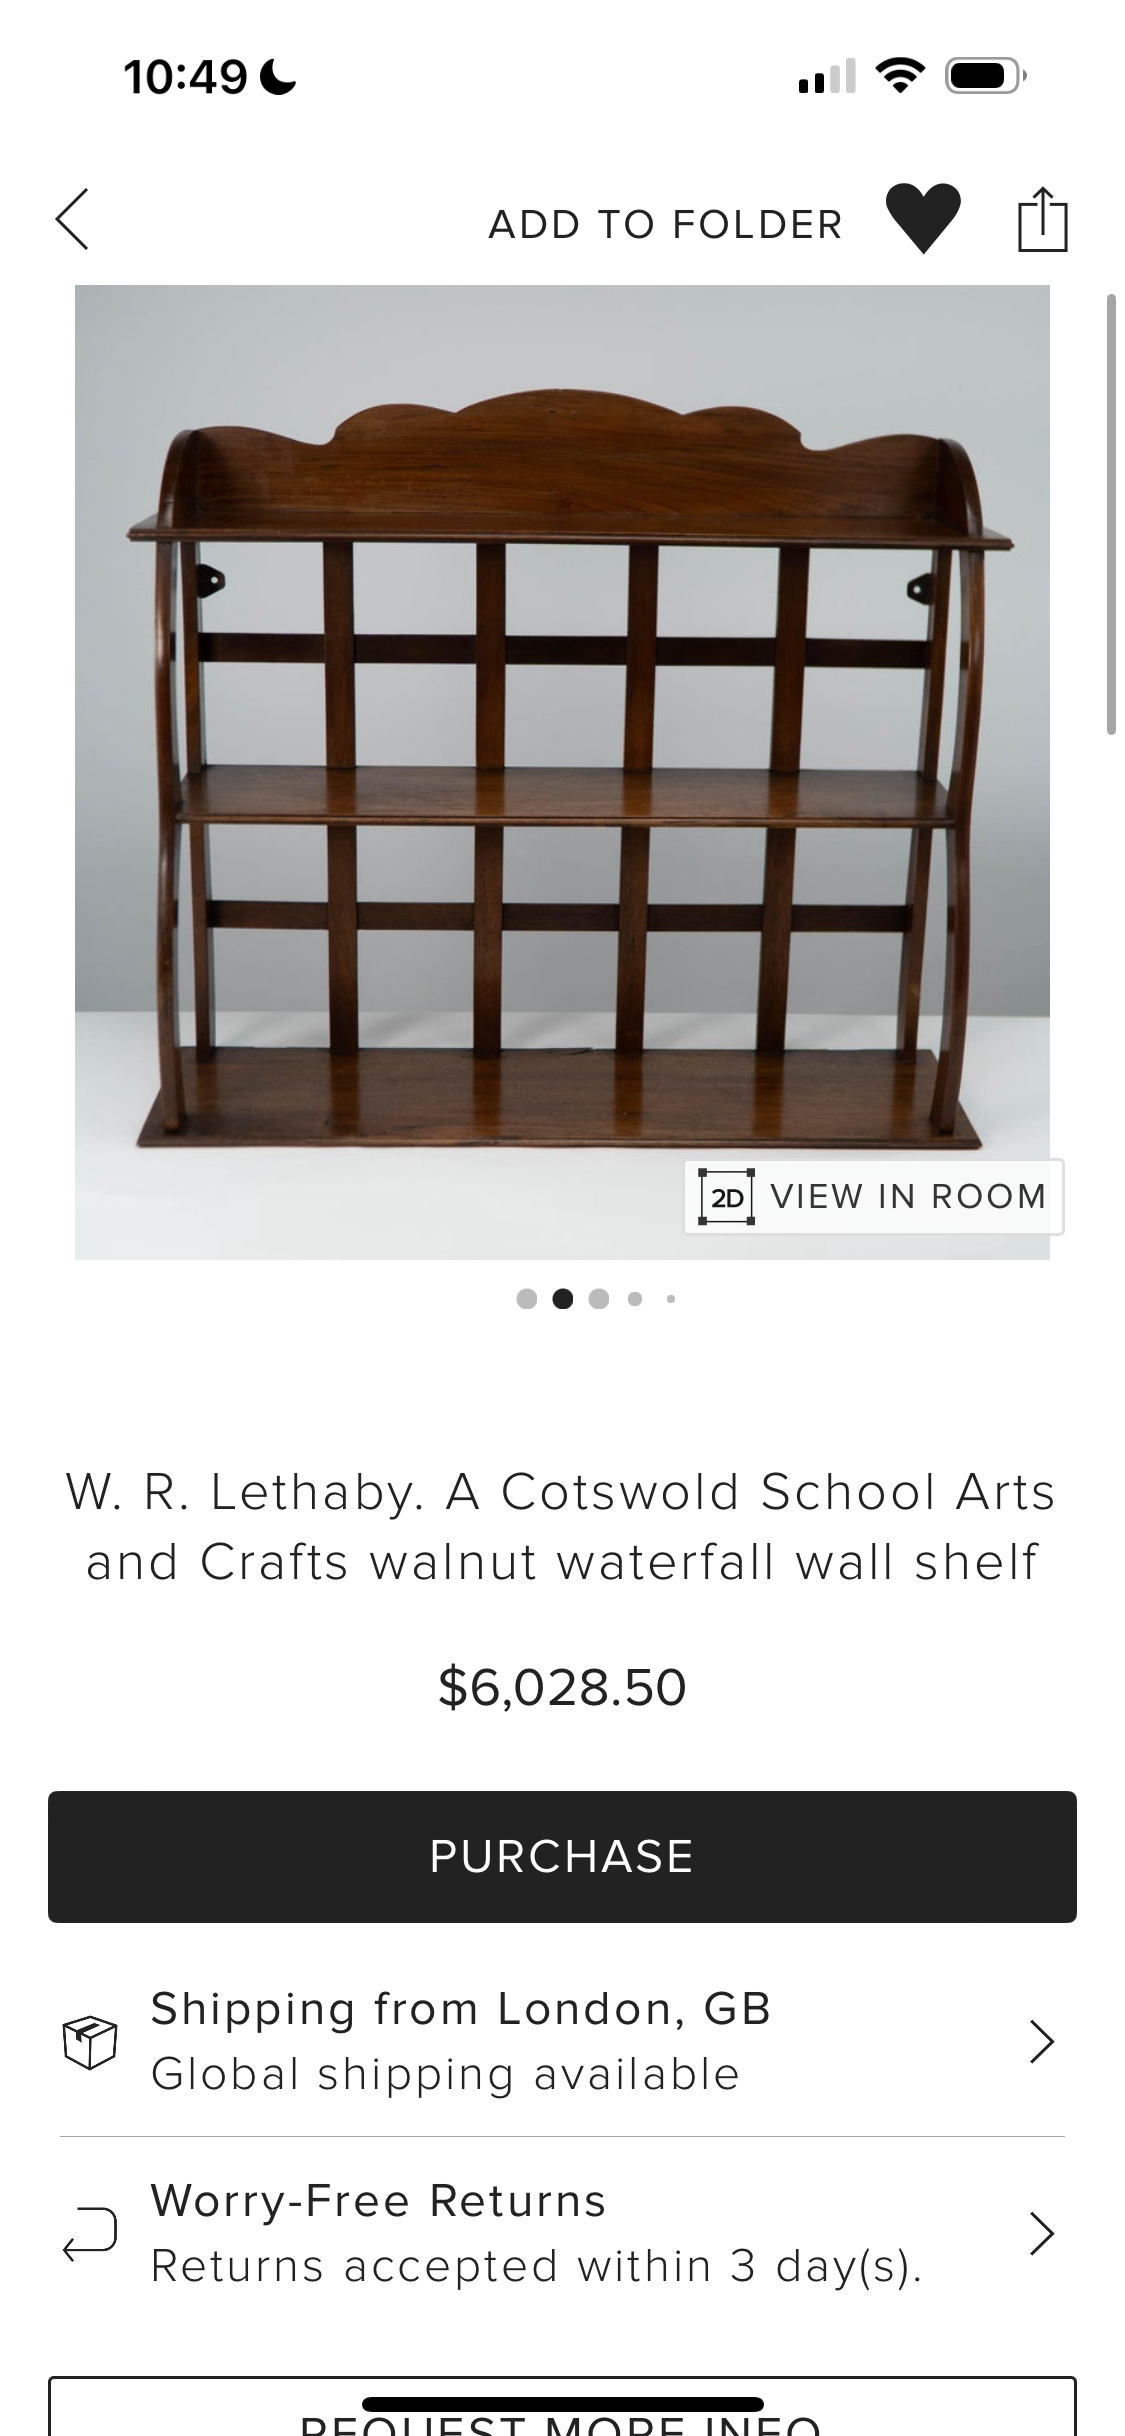 10:49
ADD TO FOLDER
2D VIEW IN ROOM
W. R. Lethaby. A Cotswold School Arts
and Crafts walnut waterfall wall shelf
$6,028.50
PURCHASE
Shipping from London, GB
Global shipping available
Worry-Free Returns
Returns accepted within 3 day(s).
REQUEST MORE INFO